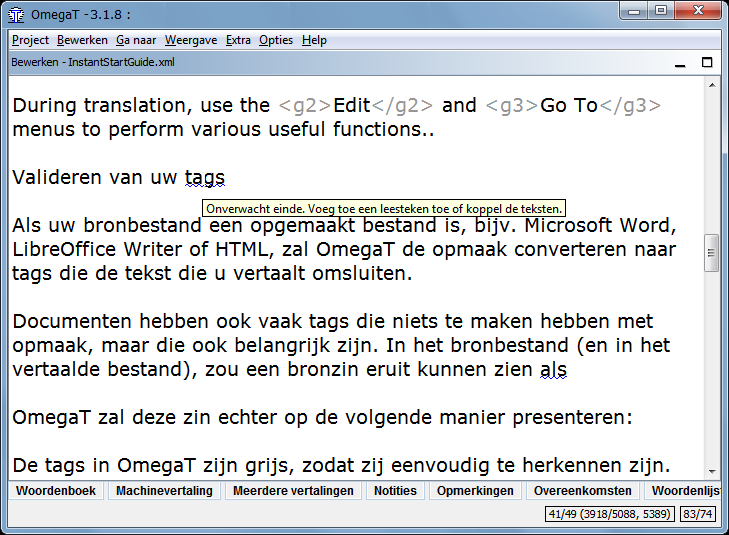 OmegaT -3.1.8 :
Project Bewerken Ga naar Weergave Extra Opties Help
Bewerken - InstantStartGuide.xml
During translation, use the <g2>Edit</g2> and <g3>Go To</g3>
menus to perform various useful functions..
Valideren van uw tags
Onverwacht einde. Voeg toe een leesteken toe of koppel de teksten.
Als uw bronbestand een opgemaakt bestand is, bijv. Microsoft Word,
LibreOffice Writer of HTML, zal OmegaT de opmaak converteren naar
tags die de tekst die u vertaalt omsluiten.
Documenten hebben ook vaak tags die niets te maken hebben met
opmaak, maar die ook belangrijk zijn. In het bronbestand (en in het
vertaalde bestand), zou een bronzin eruit kunnen zien als
OmegaT zal deze zin echter op de volgende manier presenteren:
De tags in OmegaT zijn grijs, zodat zij eenvoudig te herkennen zijn.
Woordenboek Machinevertaling Meerdere vertalingen Notities Opmerkingen Overeenkomsten Woordenlijst
41/49 (3918/5088, 5389) 83/74